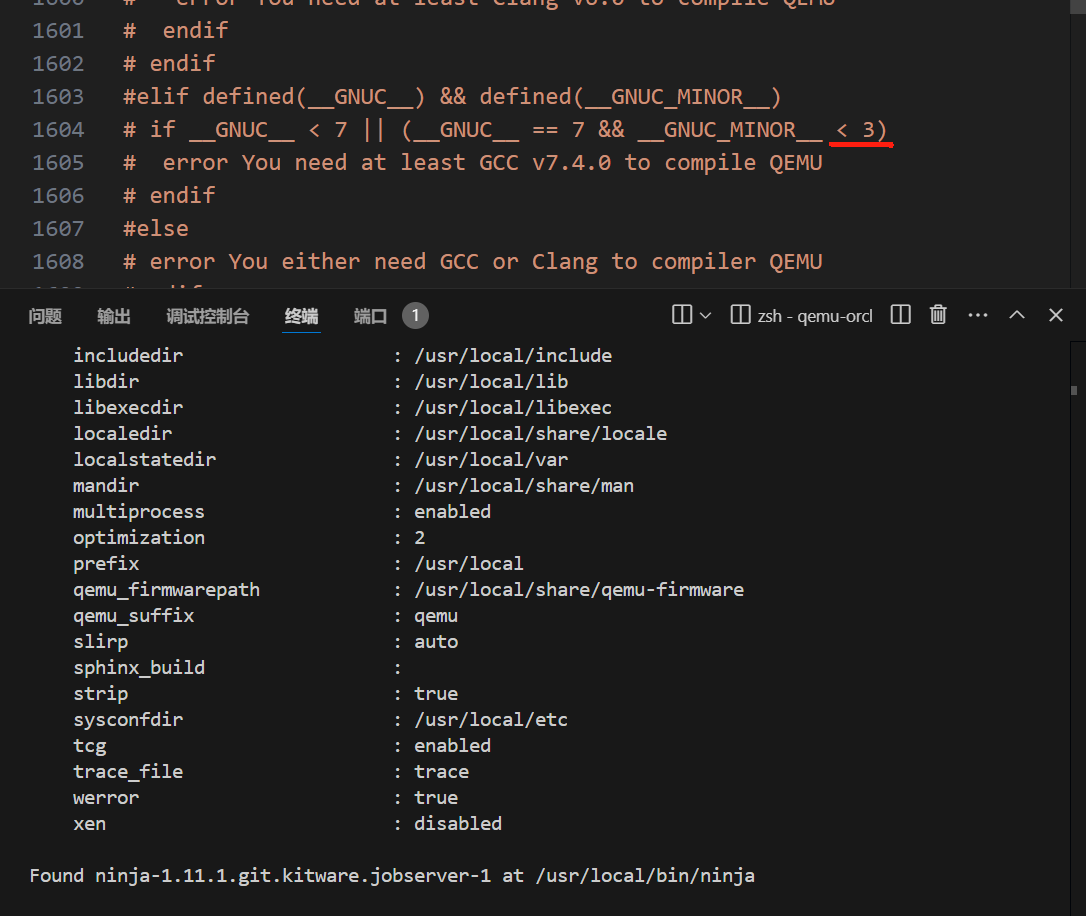 1600 #   error You need at least Clang v6.0 to compile QEMU
1601 #  endif
1602 # endif
1603 #elif defined(__GNUC__) && defined(__GNUC_MINOR__)
1604 # if __GNUC__ < 7 || (__GNUC__ == 7 && __GNUC_MINOR__ < 3)
1605 #  error You need at least GCC v7.4.0 to compile QEMU
1606 # endif
1607 #else
1608 # error You either need GCC or Clang to compiler QEMU
问题 输出 调试控制台 终端 端口 1 zsh - qemu-orcl
includedir : /usr/local/include
libdir : /usr/local/lib
libexecdir : /usr/local/libexec
localedir : /usr/local/share/locale
localstatedir : /usr/local/var
mandir : /usr/local/share/man
multiprocess : enabled
optimization : 2
prefix : /usr/local
qemu_firmwarepath : /usr/local/share/qemu-firmware
qemu_suffix : qemu
slirp : auto
sphinx_build :
strip : true
sysconfdir : /usr/local/etc
tcg : enabled
trace_file : trace
werror : true
xen : disabled
Found ninja-1.11.1.git.kitware.jobserver-1 at /usr/local/bin/ninja